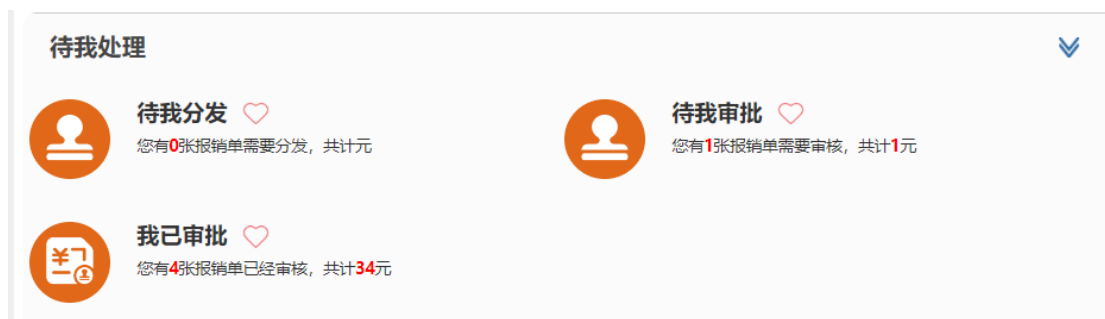 待我处理
待我分发
您有0张报销单需要分发，共计元
待我审批
您有1张报销单需要审核，共计1元
我已审批
您有4张报销单已经审核，共计34元